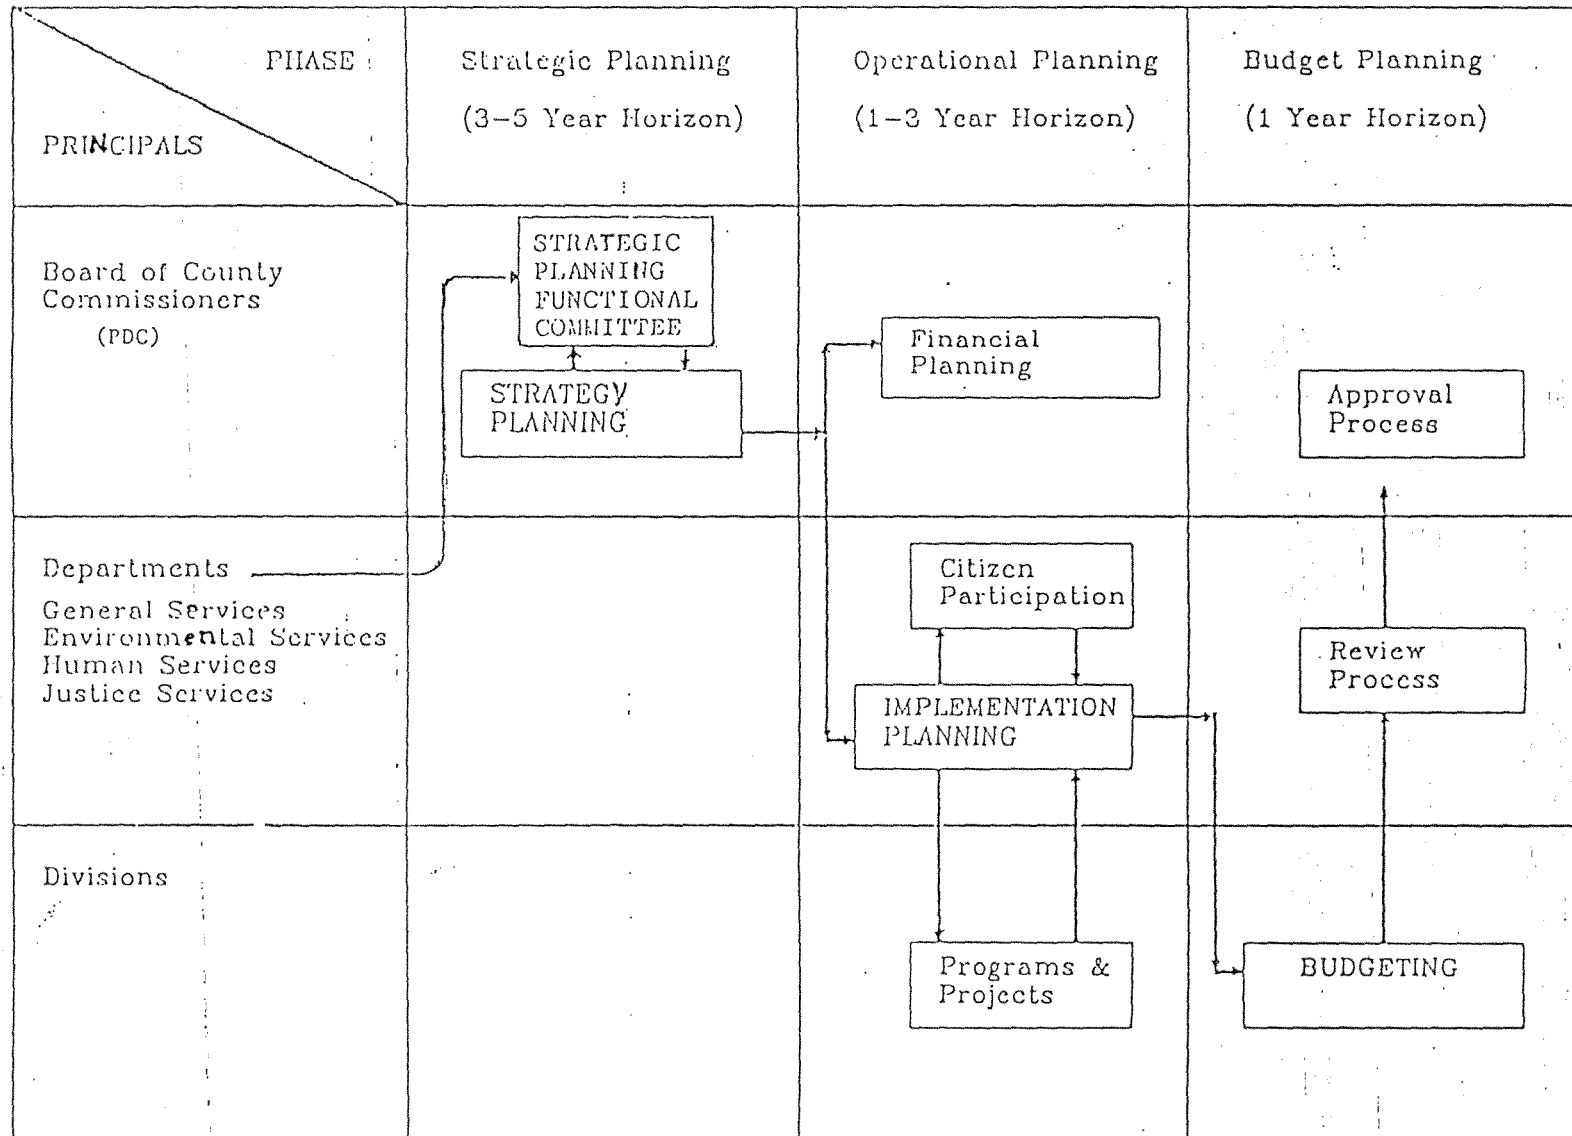 PHASE
PRINCIPALS
Strategic Planning
(3-5 Year Horizon)
Operational Planning
(1-3 Year Horizon)
Budget Planning
(1 Year Horizon)
Board of County
Commissioners
(PDC)
STRATEGIC
PLANNING
FUNCTIONAL
COMMITTEE
STRATEGY
PLANNING
Financial
Planning
Approval
Process
Departments
General Services
Environmental Services
Human Services
Justice Services
Citizen
Participation
IMPLEMENTATION
PLANNING
Review
Process
Divisions
Programs &
Projects
BUDGETING